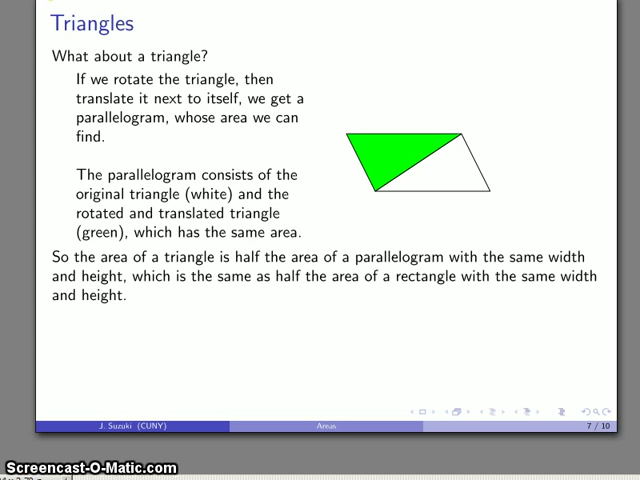 Triangles
What about a triangle?
If we rotate the triangle, then
translate it next to itself, we get a
parallelogram, whose area we can
find.
The parallelogram consists of the
original triangle (white) and the
rotated and translated triangle
(green), which has the same area.
So the area of a triangle is half the area of a parallelogram with the same width
and height, which is the same as half the area of a rectangle with the same width
and height.
J. Suzuki (CUNY) Areas 7 / 10
Screencast-O-Matic.com